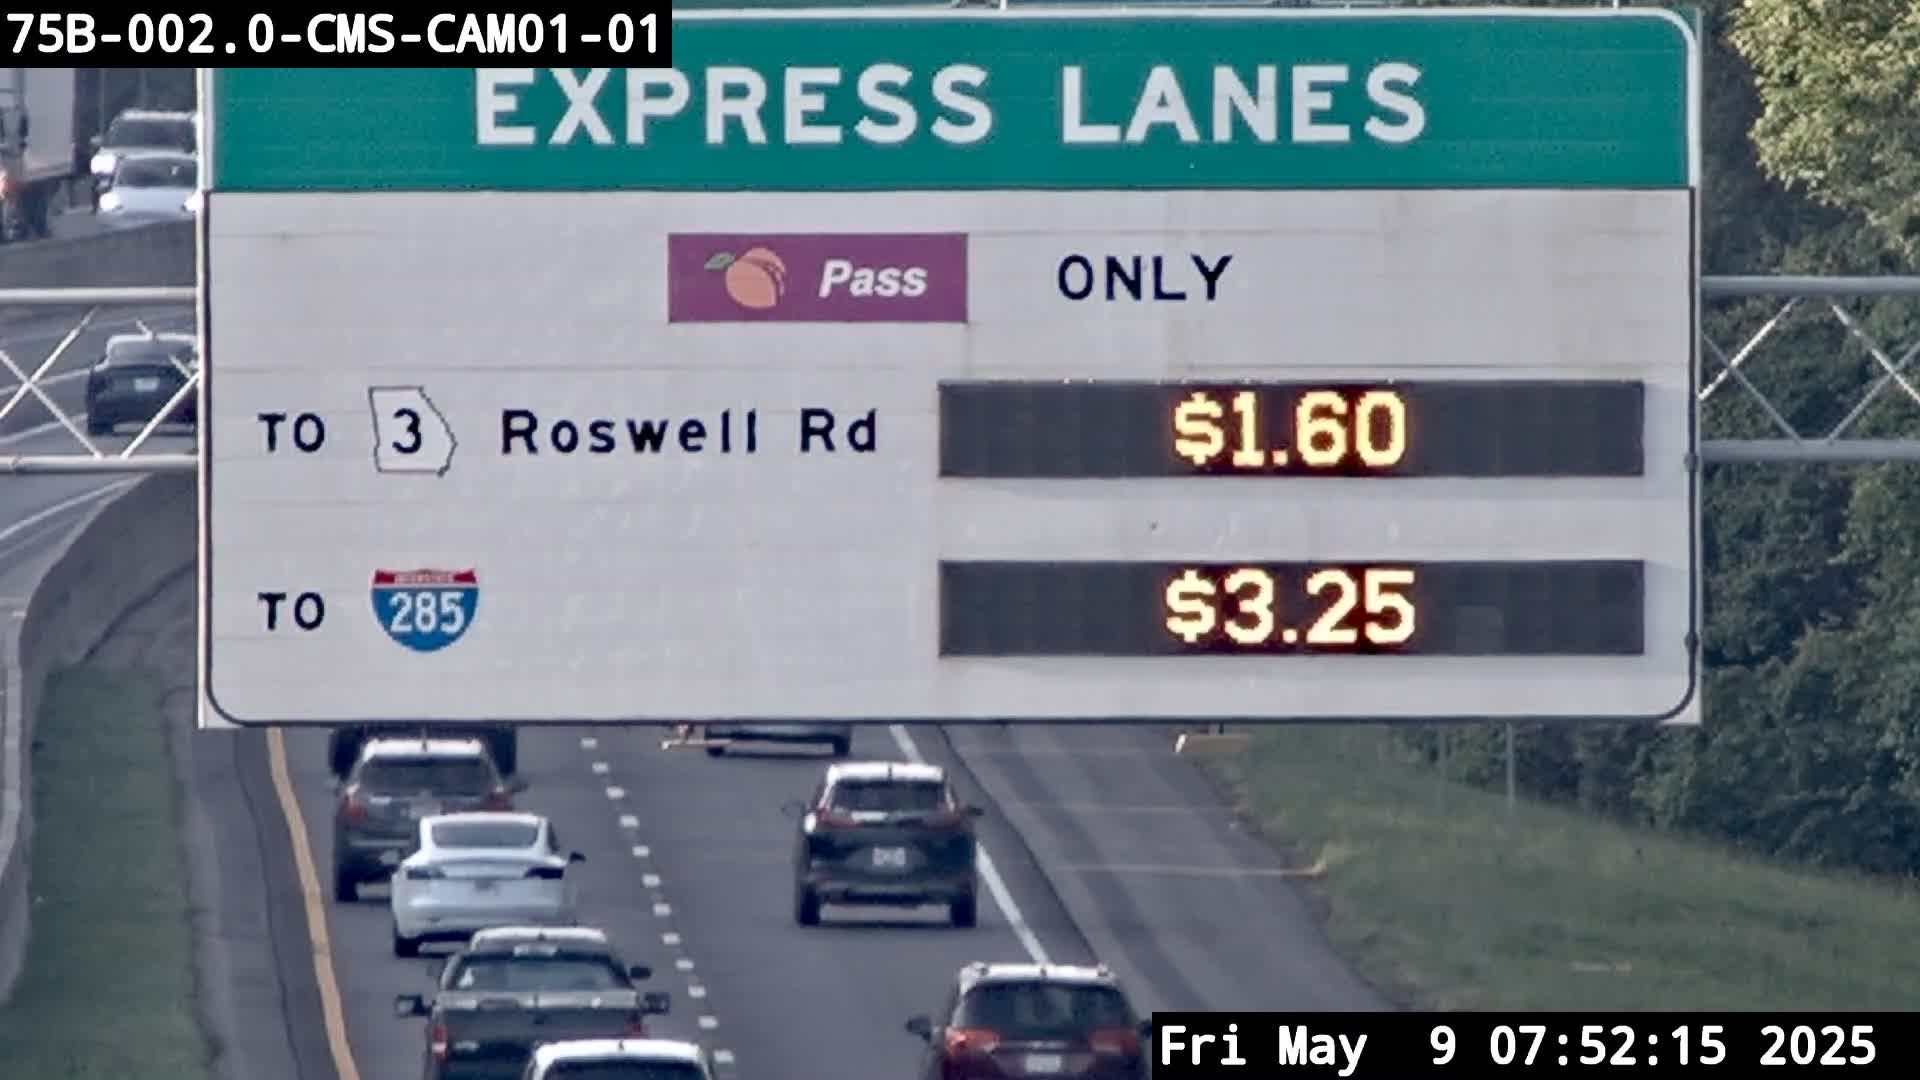 75B-002.0-CMS-CAM01-01
EXPRESS LANES
Pass ONLY
TO 3 Roswell Rd $1.60
TO INTERSTATE 285 $3.25
Fri May 9 07:52:15 2025